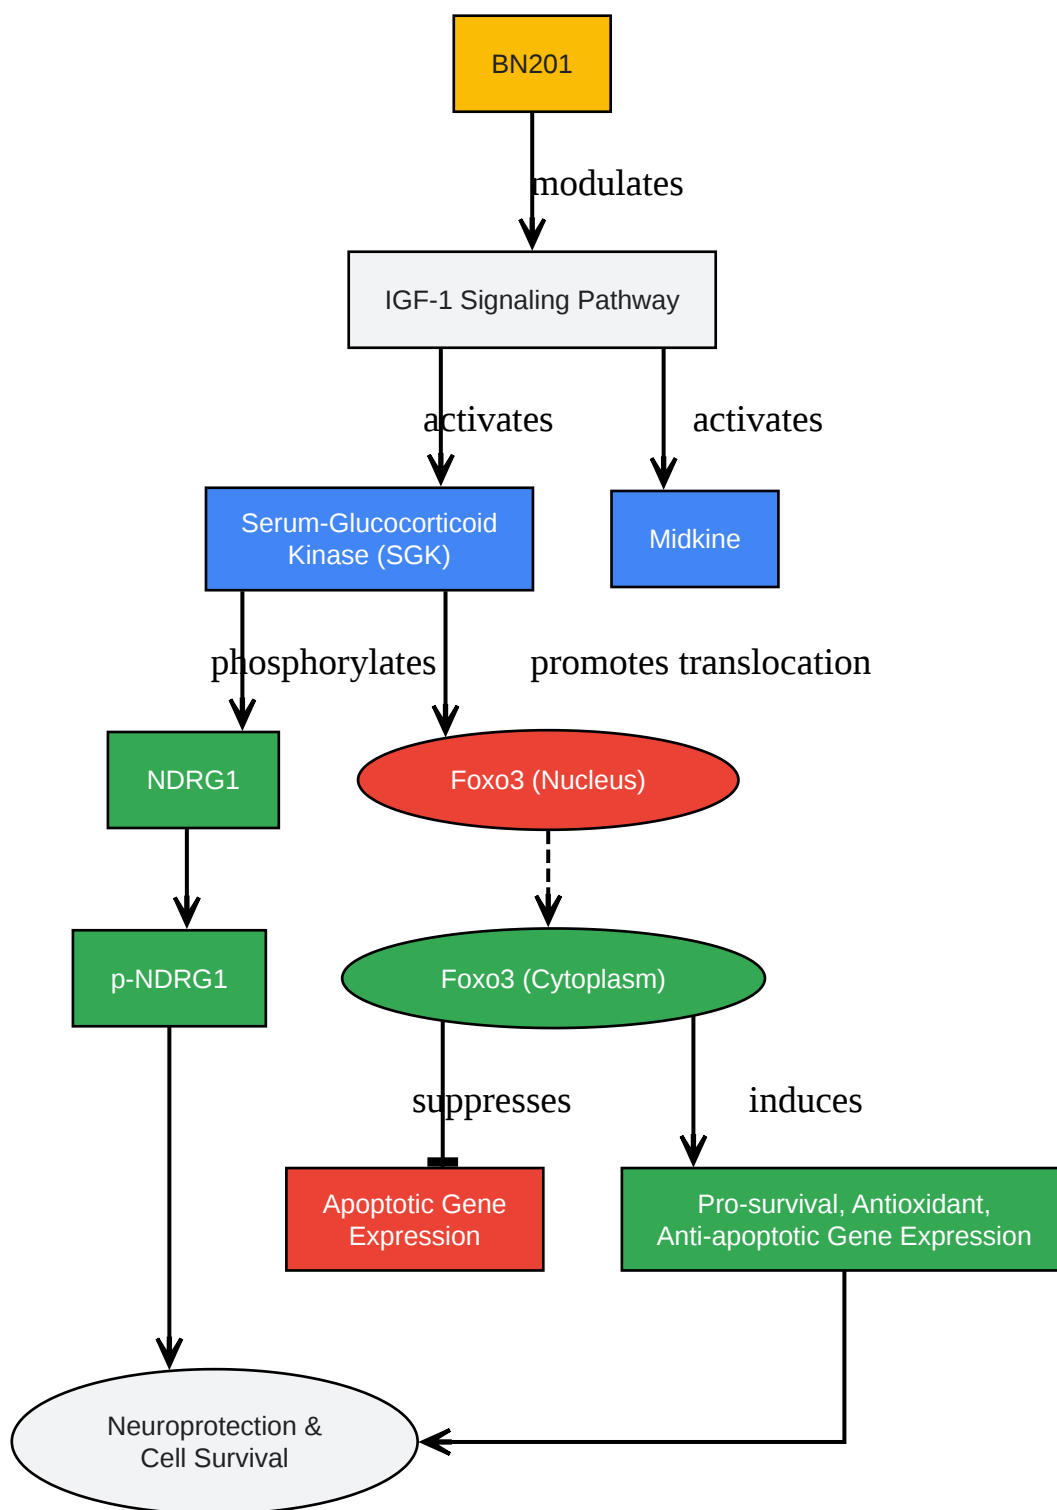 BN201
modulates
IGF-1 Signaling Pathway
activates
activates
Serum-Glucocorticoid
Kinase (SGK)
Midkine
phosphorylates
promotes translocation
NDRG1
Foxo3 (Nucleus)
p-NDRG1
Foxo3 (Cytoplasm)
suppresses
induces
Apoptotic Gene
Expression
Pro-survival, Antioxidant,
Anti-apoptotic Gene Expression
Neuroprotection &
Cell Survival